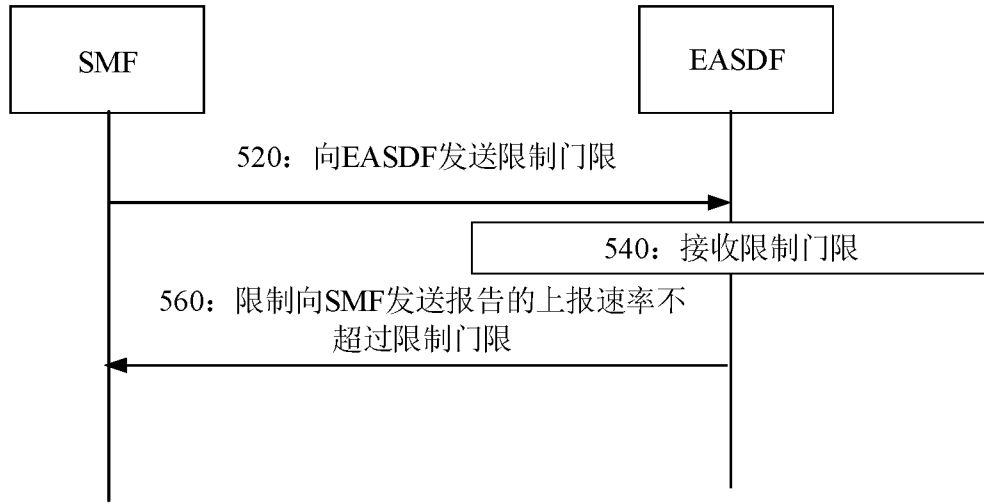 SMF
EASDF
520：向EASDF发送限制门限
540：接收限制门限
560：限制向SMF发送报告的上报速率不
超过限制门限